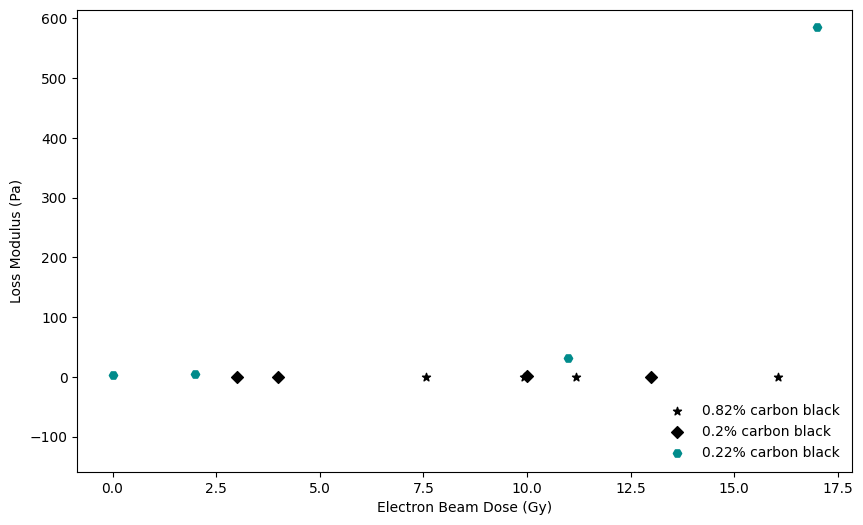 600
500
400
300
200
100
0
−100
Loss Modulus (Pa)
0.82% carbon black
0.2% carbon black
0.22% carbon black
0.0 2.5 5.0 7.5 10.0 12.5 15.0 17.5
Electron Beam Dose (Gy)